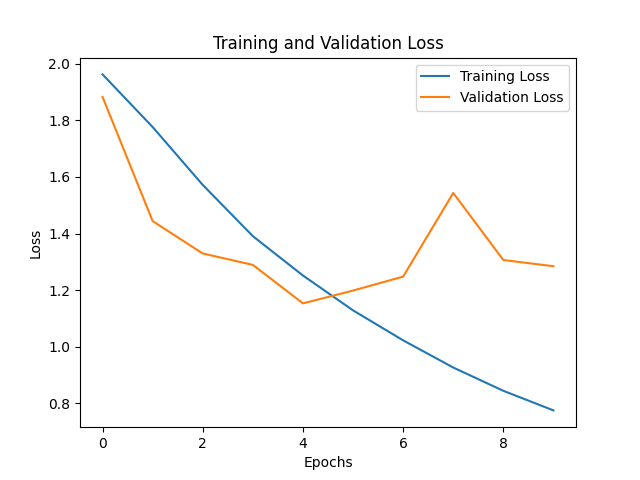 Training and Validation Loss
Training Loss
Validation Loss
2.0
1.8
1.6
1.4
1.2
1.0
0.8
Loss
0 2 4 6 8
Epochs